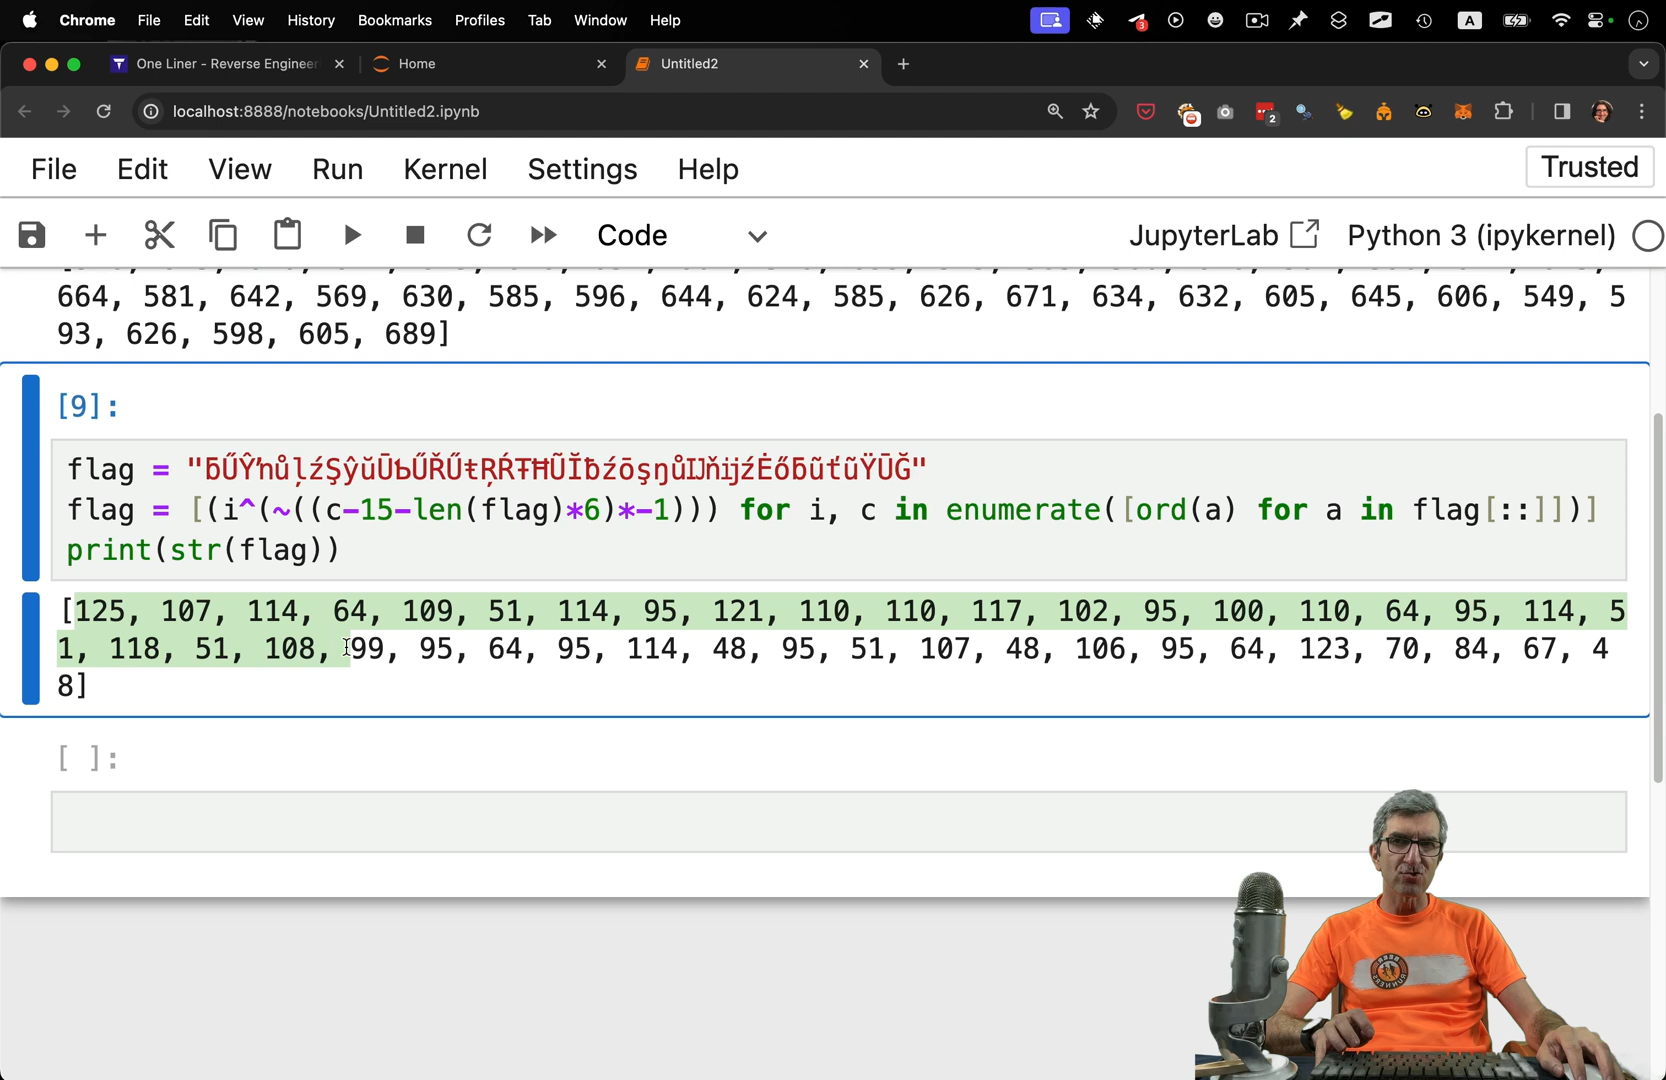 Chrome File Edit View History Bookmarks Profiles Tab Window Help
3
A
One Liner - Reverse Engineer
Home
Untitled2
localhost:8888/notebooks/Untitled2.ipynb
2
File Edit View Run Kernel Settings Help
Trusted
Code
JupyterLab
Python 3 (ipykernel)
664, 581, 642, 569, 630, 585, 596, 644, 624, 585, 626, 671, 634, 632, 605, 645, 606, 549, 5
93, 626, 598, 605, 689]
[9]:
flag = "
flag = [(i^(~((c-15-len(flag)*6)*-1))) for i, c in enumerate([ord(a) for a in flag[::]])]
print(str(flag))
[125, 107, 114, 64, 109, 51, 114, 95, 121, 110, 110, 117, 102, 95, 100, 110, 64, 95, 114, 5
1, 118, 51, 108, 99, 95, 64, 95, 114, 48, 95, 51, 107, 48, 106, 95, 64, 123, 70, 84, 67, 4
8]
[ ]: